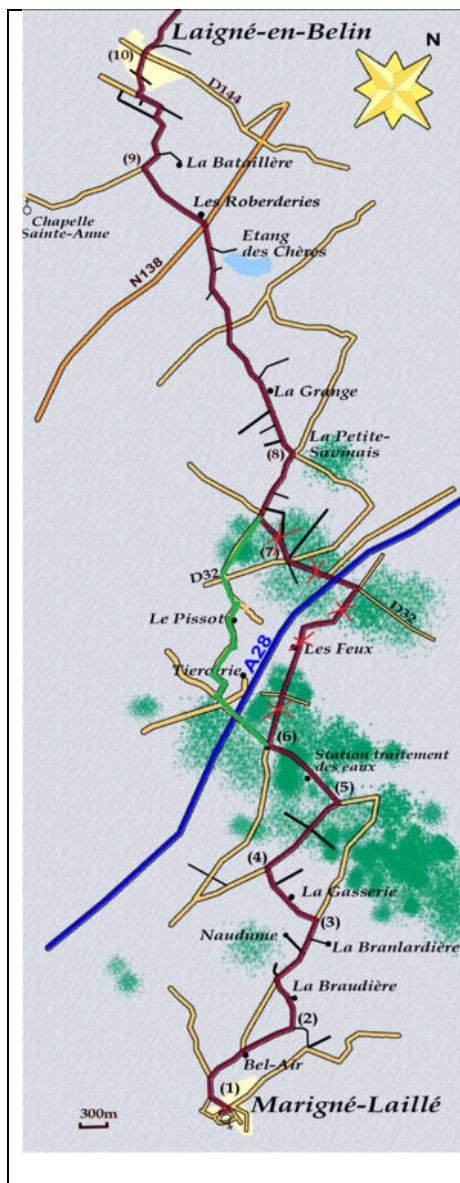 Laigné-en-Belin
N
(10)
D144
(9)
La Bataillère
Les Roberderies
Chapelle
Sainte-Anne
Etang
des Chères
N138
La Grange
La Petite-
Savinais
(8)
(7)
D32
D32
Le Pissot
A28
Les Feux
Tiercerie
(6)
Station traitement
des eaux
(5)
(4)
La Gasserie
(3)
Naudume
La Branlardière
La Braudière
(2)
Bel-Air
(1)
Marigné-Laillé
300m